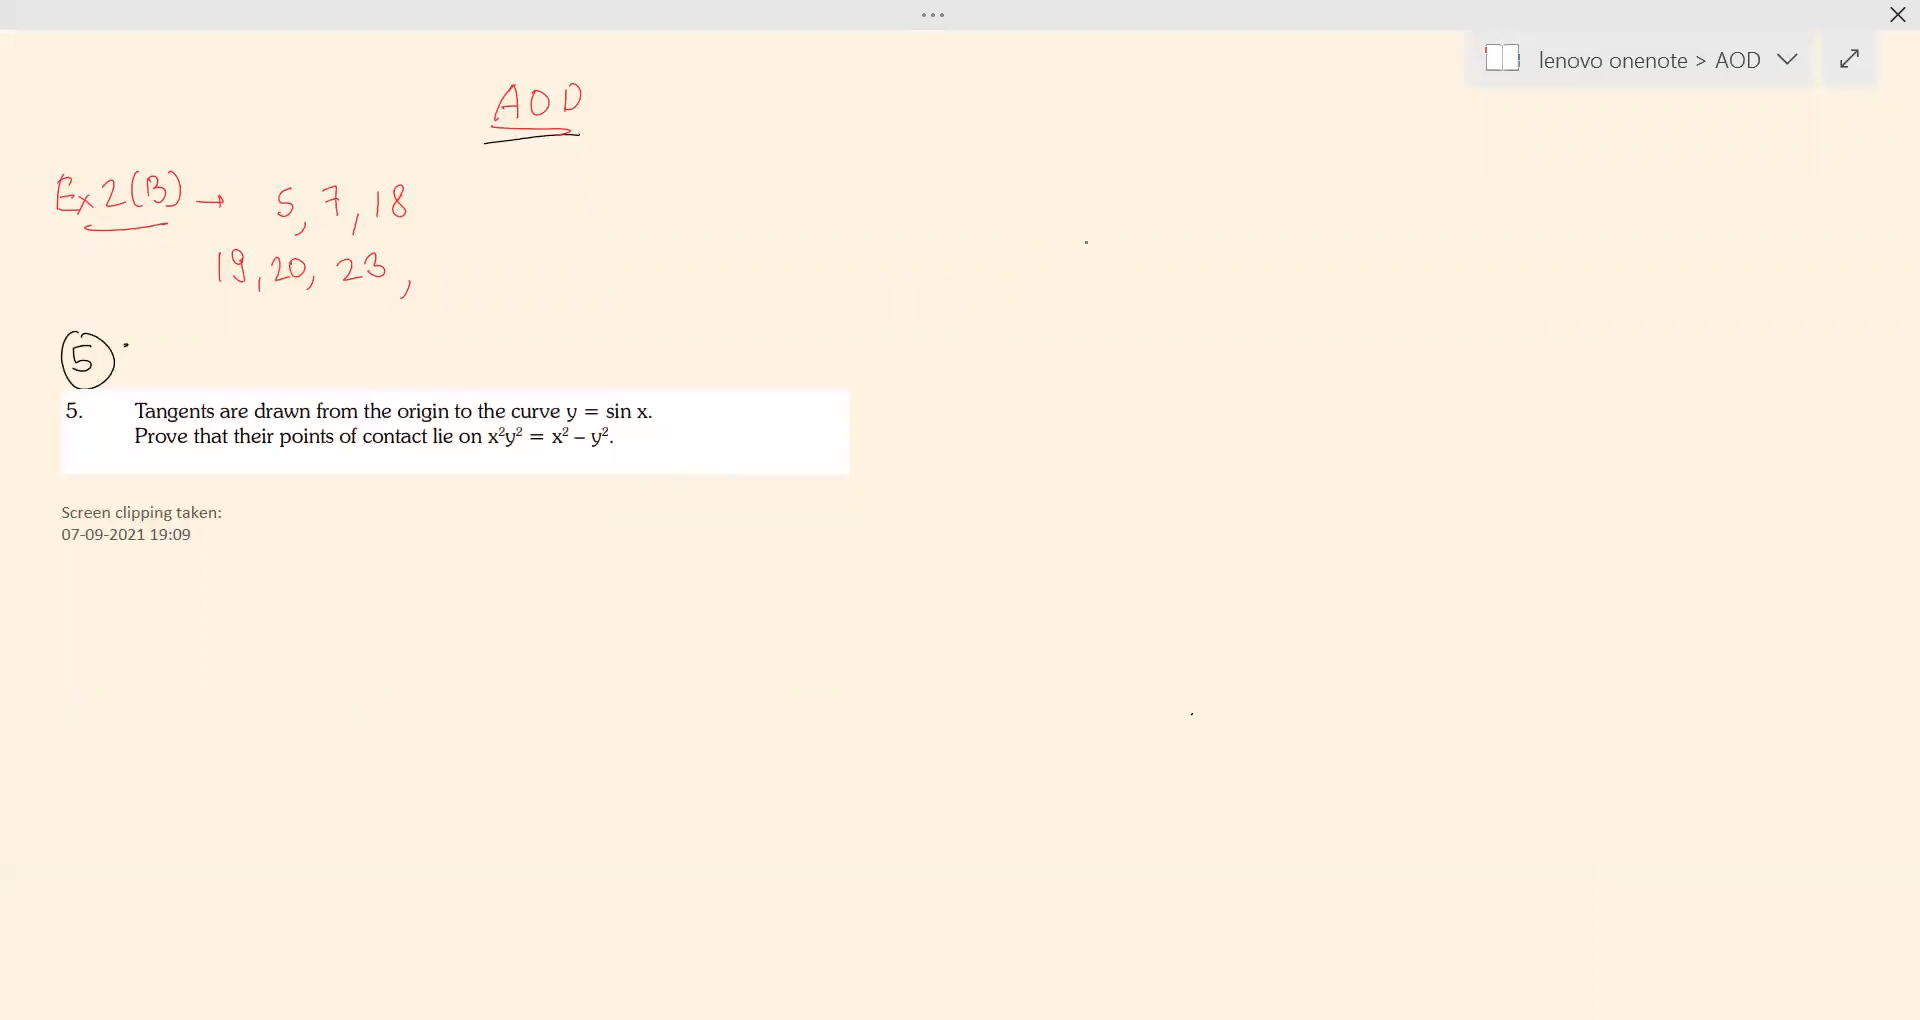 lenovo onenote > AOD
AOD
Ex 2(B) → 5, 7, 18
19, 20, 23,
5
5. Tangents are drawn from the origin to the curve y = sin x.
Prove that their points of contact lie on x²y² = x² – y².
Screen clipping taken:
07-09-2021 19:09